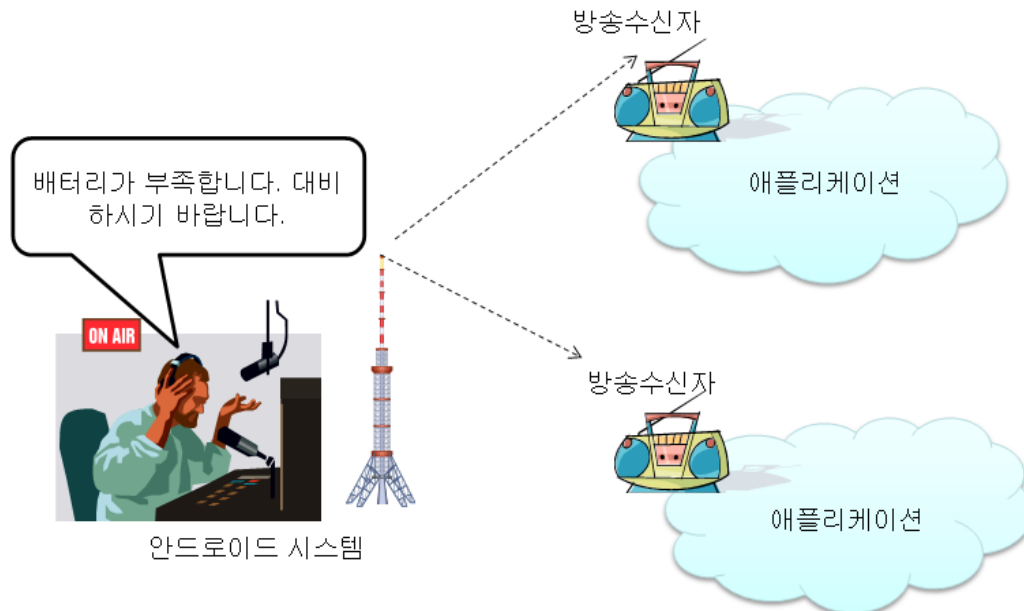 방송수신자
애플리케이션
배터리가 부족합니다. 대비
하시기 바랍니다.
ON AIR
안드로이드 시스템
방송수신자
애플리케이션